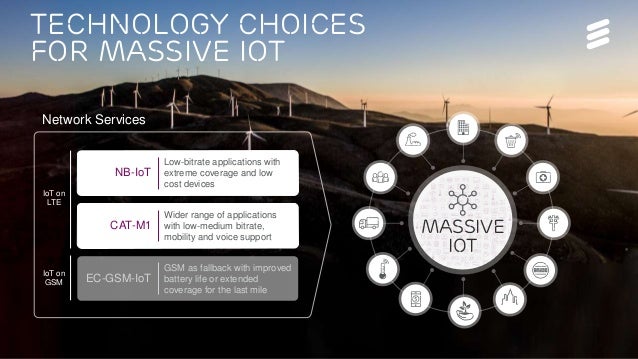 TECHNOLOGY CHOICES
FOR MASSIVE IOT
Network Services
IoT on
LTE
NB-IoT
Low-bitrate applications with
extreme coverage and low
cost devices
CAT-M1
Wider range of applications
with low-medium bitrate,
mobility and voice support
IoT on
GSM
EC-GSM-IoT
GSM as fallback with improved
battery life or extended
coverage for the last mile
MASSIVE
IOT